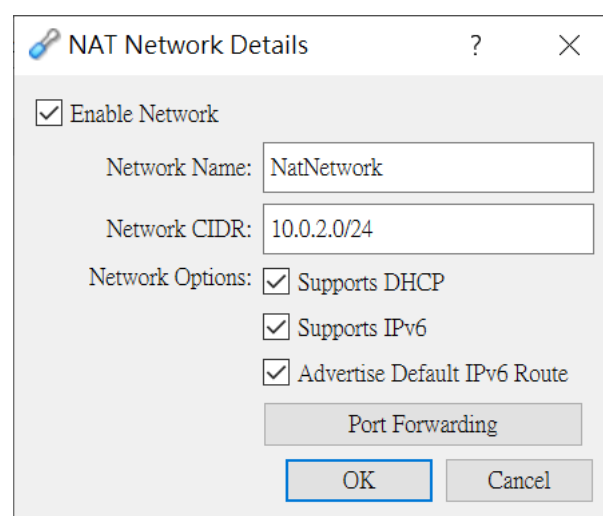 NAT Network Details ?
Enable Network
Network Name: NatNetwork
Network CIDR: 10.0.2.0/24
Network Options: Supports DHCP
Supports IPv6
Advertise Default IPv6 Route
Port Forwarding
OK Cancel